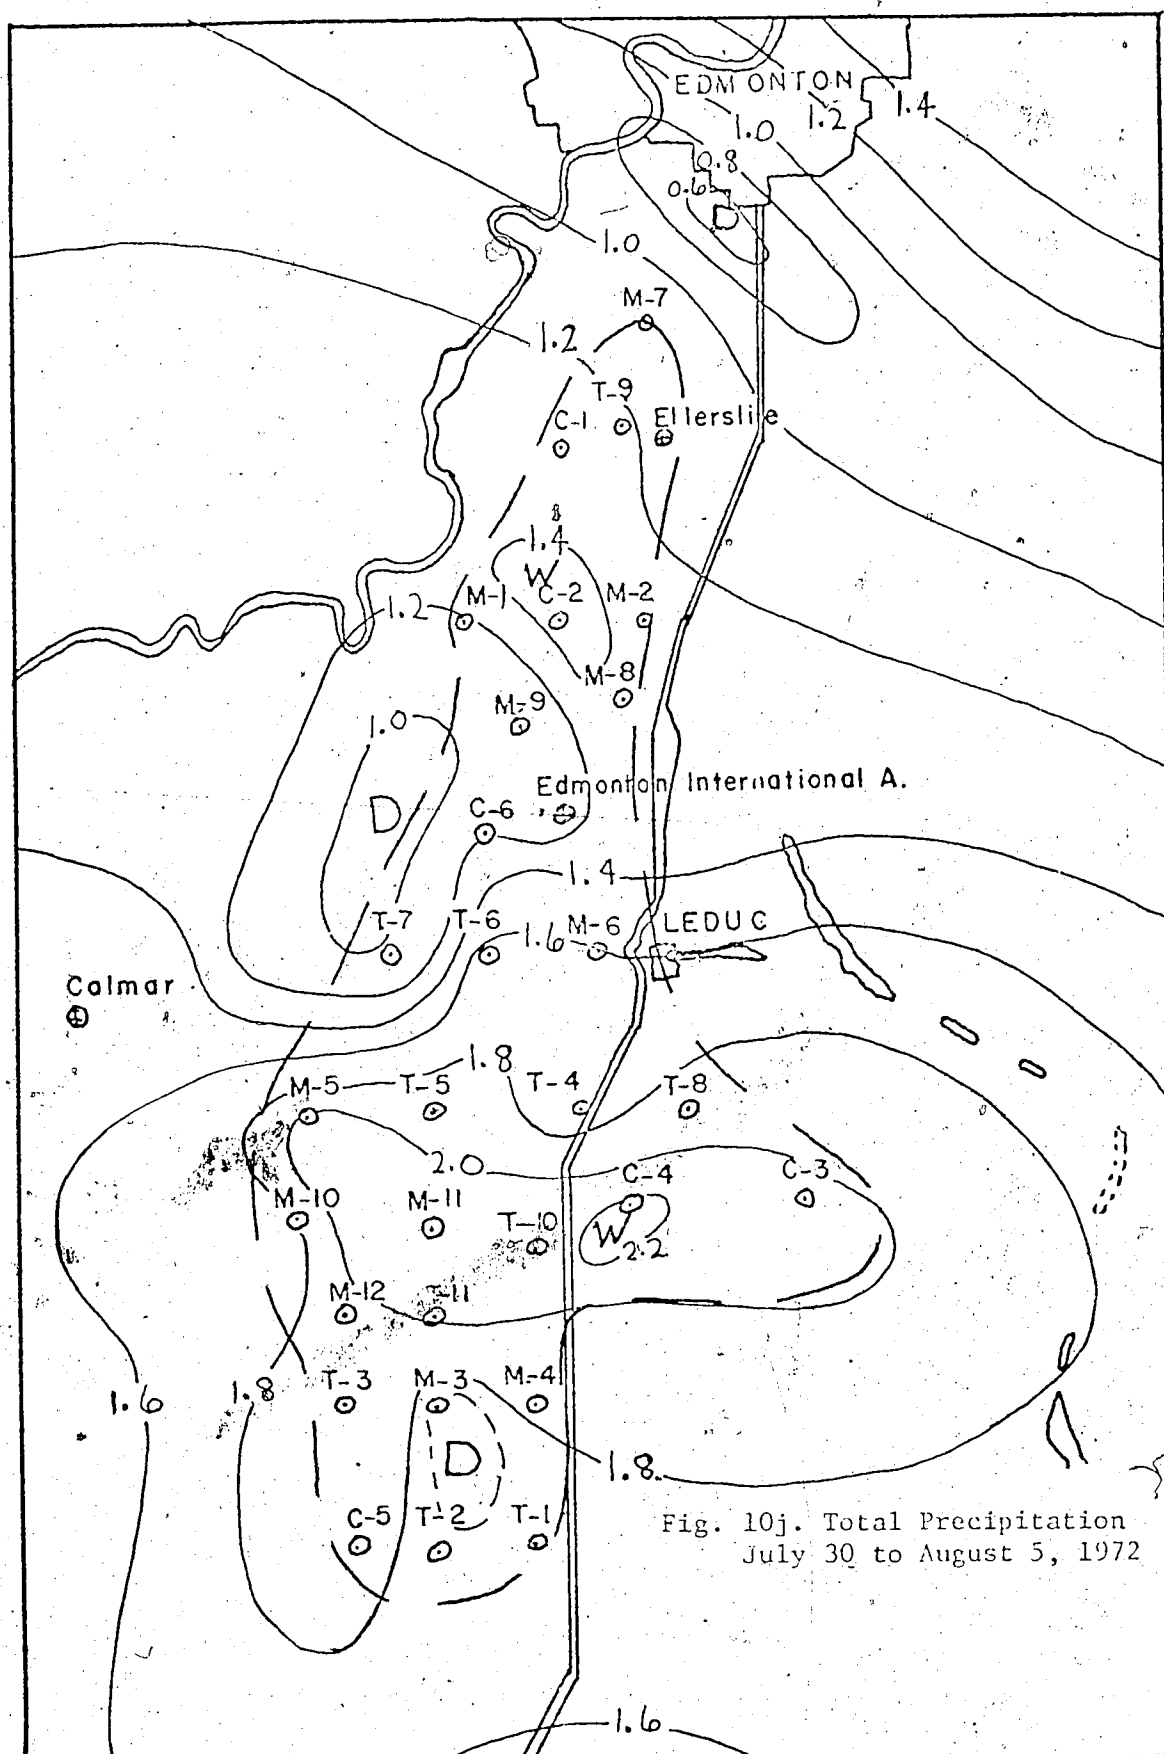 EDMONTON
1.4
1.2
1.0
0.8
0.6
D
1.0
M-7
1.2
T-9
C-1
Ellerslie
1.4
W
M-1
C-2
M-2
1.2
M-8
M-9
1.0
Edmonton International A.
D
C-6
1.4
T-7
T-6
1.6
M-6
LEDUC
Calmar
1.8
M-5
T-5
T-4
T-8
2.0
C-4
C-3
M-10
M-11
T-10
W
2.2
M-12
T-11
1.6
1.8
T-3
M-3
M-4
D
1.8
C-5
T-2
T-1
Fig. 10j. Total Precipitation
July 30 to August 5, 1972
1.6